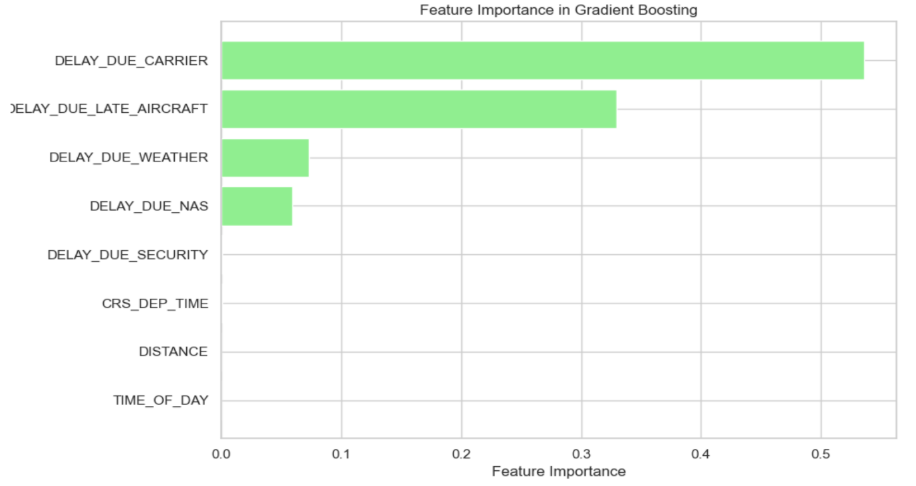 Feature Importance in Gradient Boosting
DELAY_DUE_CARRIER
DELAY_DUE_LATE_AIRCRAFT
DELAY_DUE_WEATHER
DELAY_DUE_NAS
DELAY_DUE_SECURITY
CRS_DEP_TIME
DISTANCE
TIME_OF_DAY
0.0 0.1 0.2 0.3 0.4 0.5
Feature Importance